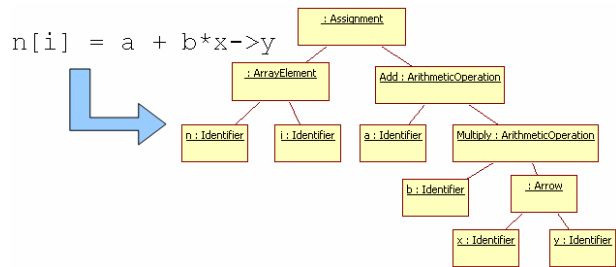 n[i] = a + b*x->y
: Assignment
: ArrayElement
Add : ArithmeticOperation
n : Identifier
i : Identifier
a : Identifier
Multiply : ArithmeticOperation
b : Identifier
: Arrow
x : Identifier
y : Identifier